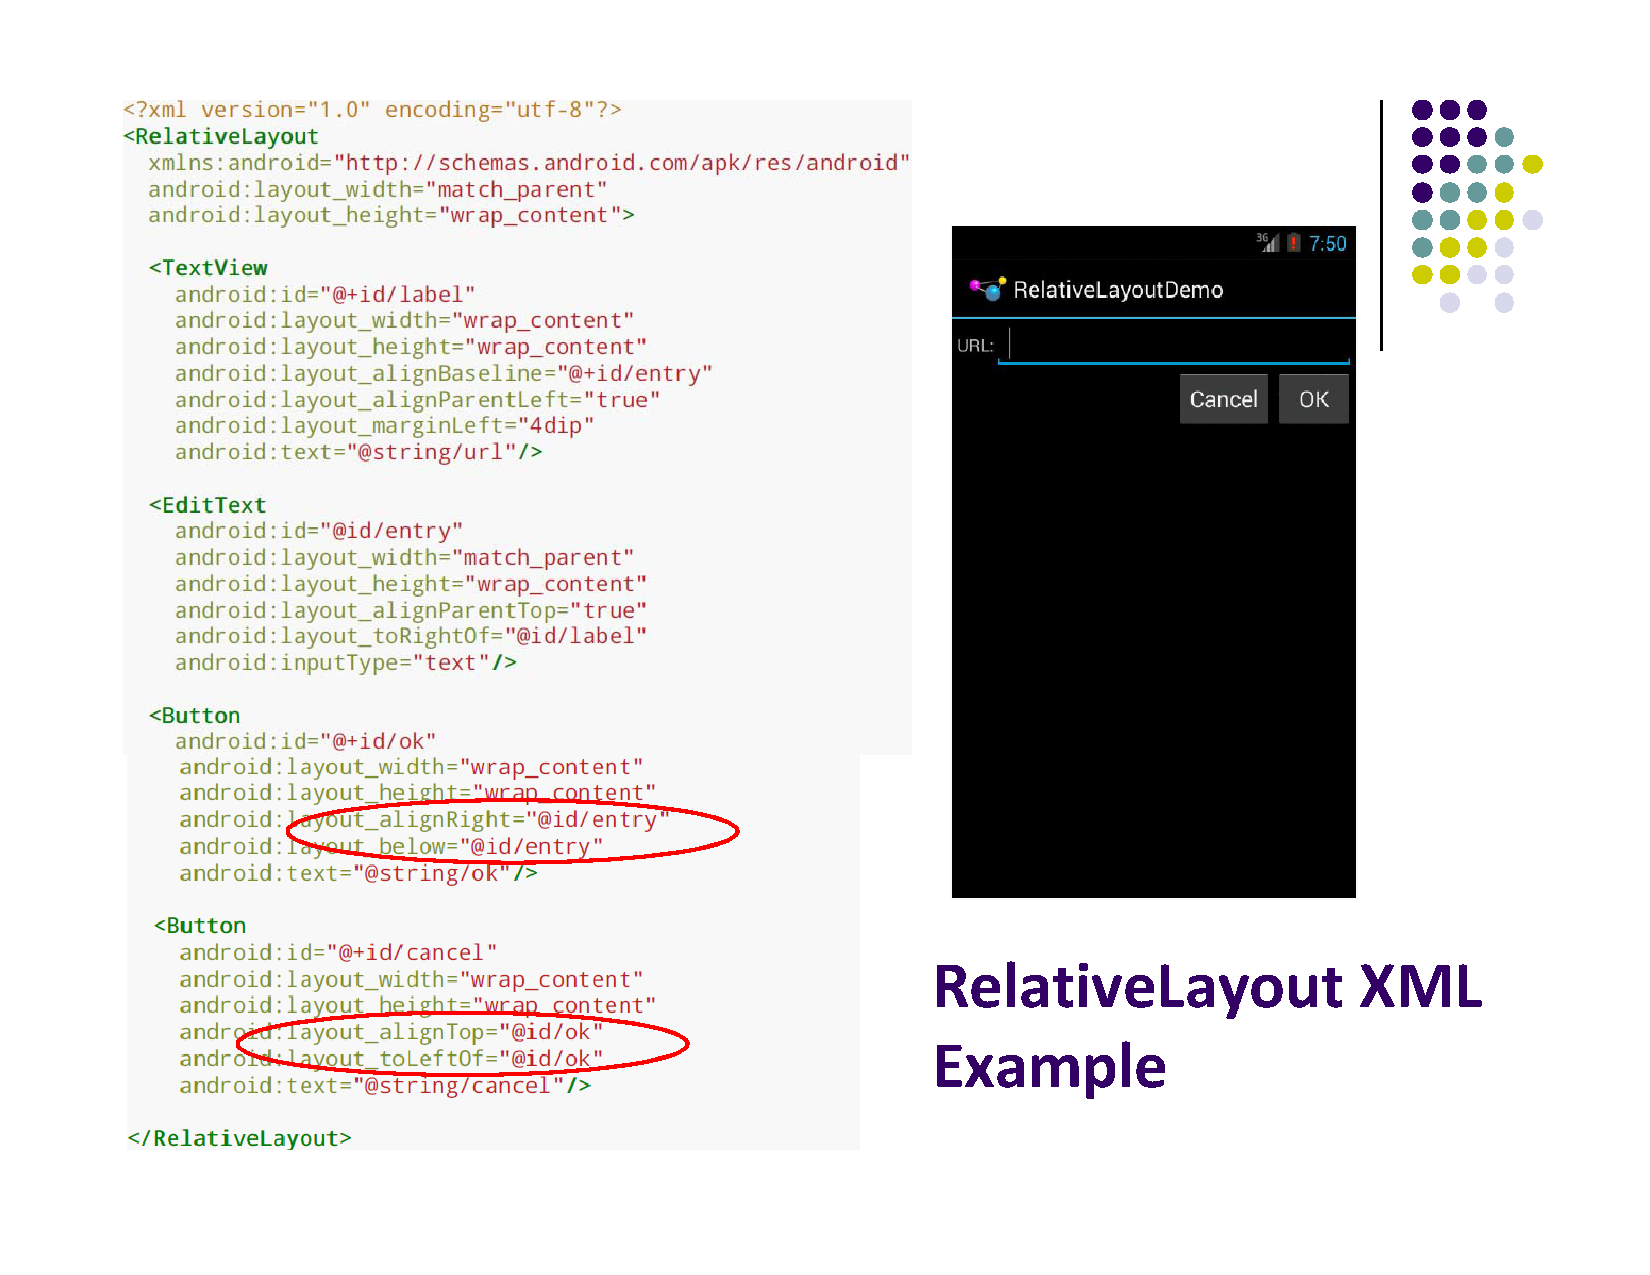 <?xml version="1.0" encoding="utf-8"?>
<RelativeLayout
xmlns:android="http://schemas.android.com/apk/res/android"
android:layout_width="match_parent"
android:layout_height="wrap_content">
<TextView
android:id="@+id/label"
android:layout_width="wrap_content"
android:layout_height="wrap_content"
android:layout_alignBaseline="@+id/entry"
android:layout_alignParentLeft="true"
android:layout_marginLeft="4dip"
android:text="@string/url"/>
<EditText
android:id="@id/entry"
android:layout_width="match_parent"
android:layout_height="wrap_content"
android:layout_alignParentTop="true"
android:layout_toRightOf="@id/label"
android:inputType="text"/>
<Button
android:id="@+id/ok"
android:layout_width="wrap_content"
android:layout_height="wrap_content"
android:layout_alignRight="@id/entry"
android:layout_below="@id/entry"
android:text="@string/ok"/>
<Button
android:id="@+id/cancel"
android:layout_width="wrap_content"
android:layout_height="wrap_content"
android:layout_alignTop="@id/ok"
android:layout_toLeftOf="@id/ok"
android:text="@string/cancel"/>
</RelativeLayout>
3G 7:50
RelativeLayoutDemo
URL:
Cancel OK
RelativeLayout XML
Example